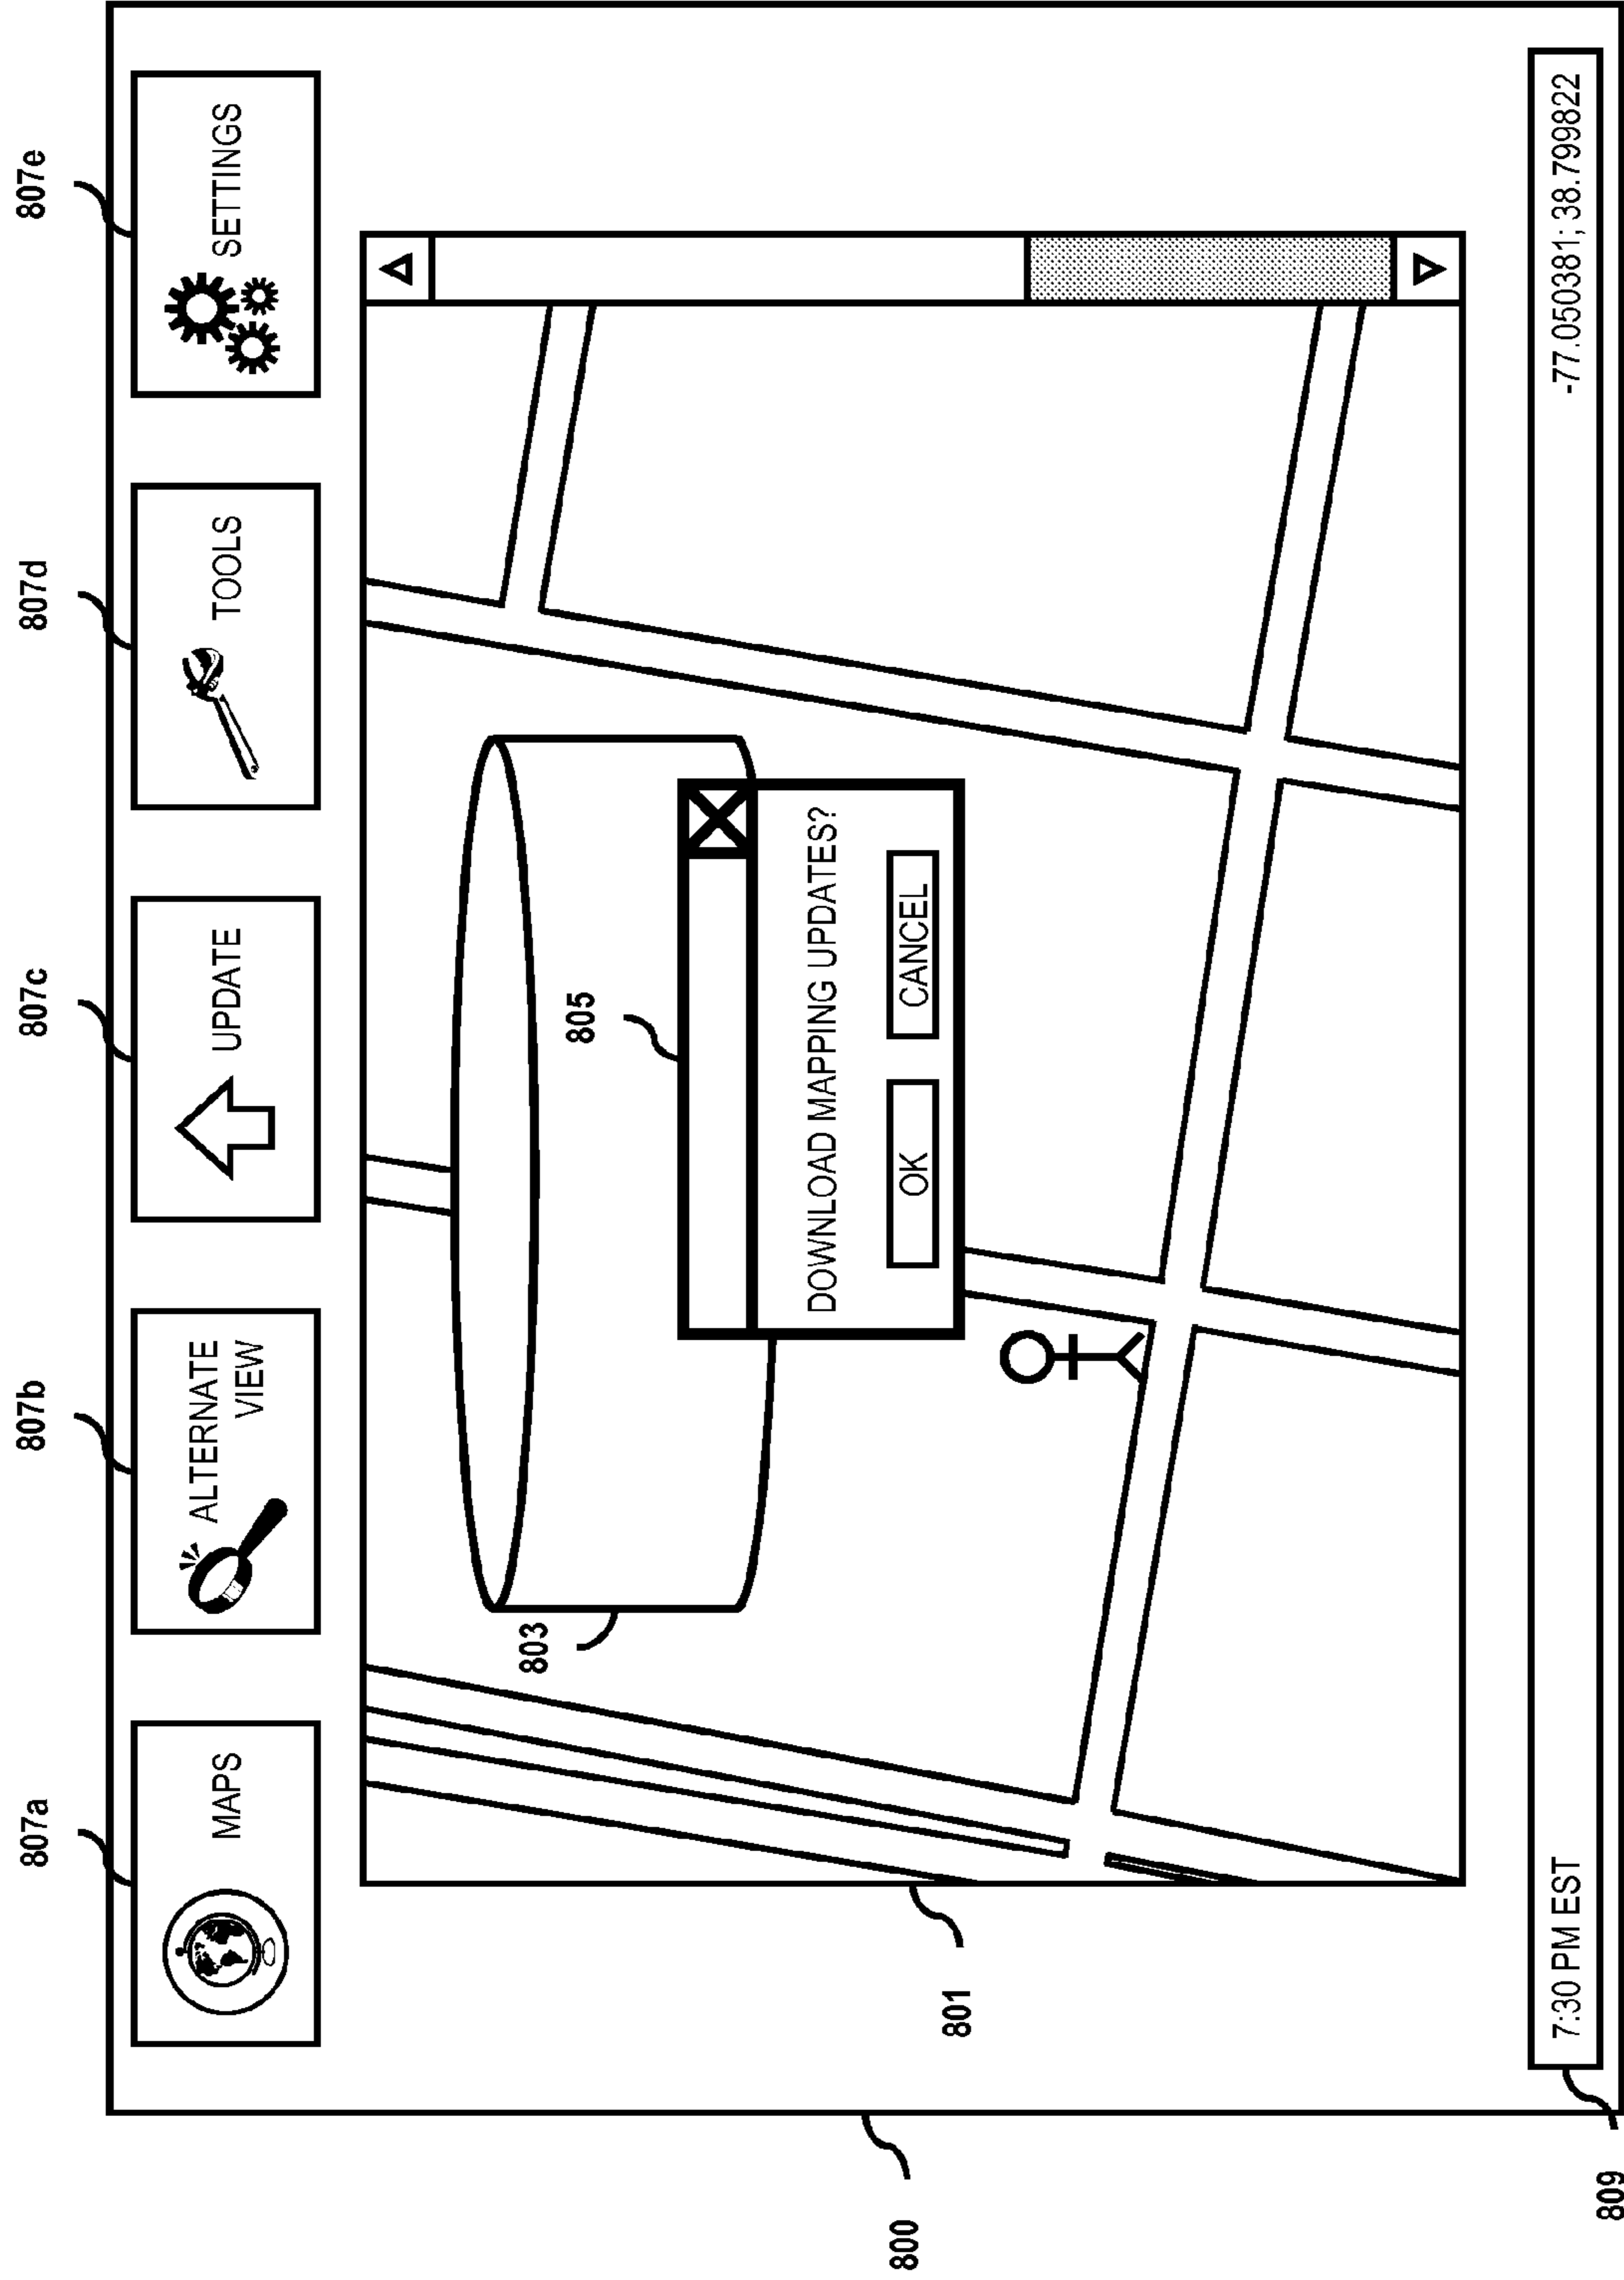 807a
807b
807c
807d
807e
MAPS
ALTERNATE
VIEW
UPDATE
TOOLS
SETTINGS
803
805
DOWNLOAD MAPPING UPDATES?
OK
CANCEL
800
801
7:30 PM EST
-77.050381; 38.799822
809